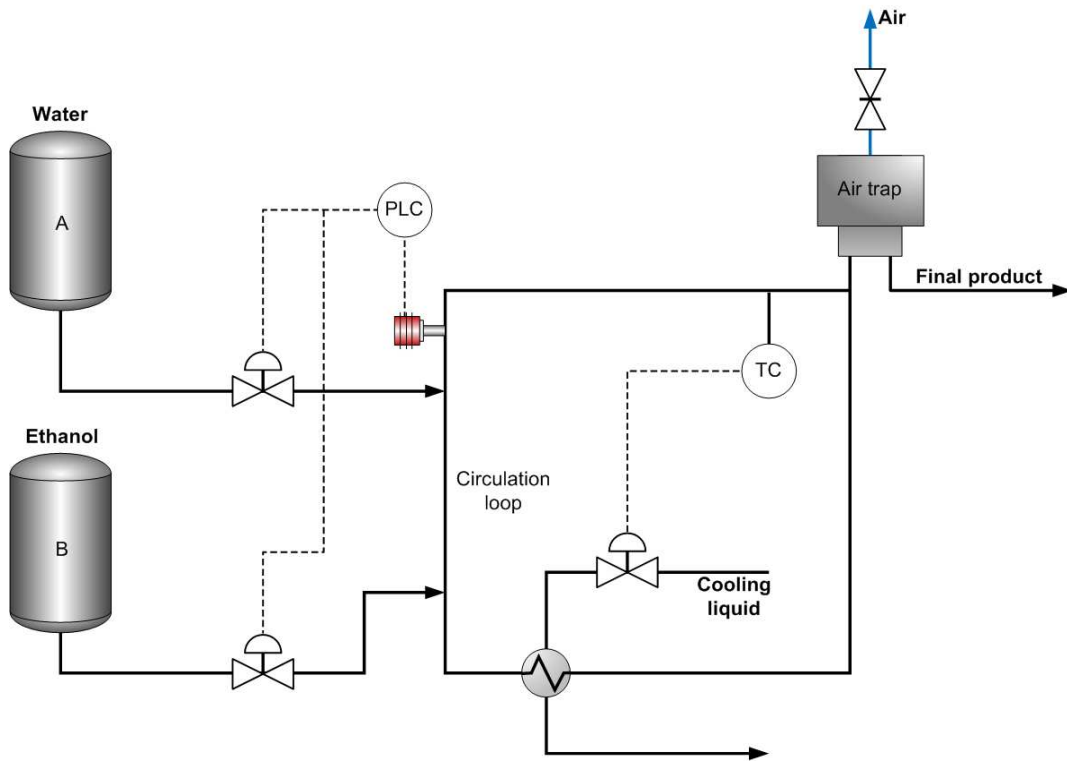 Air
Water
Air trap
A
PLC
Final product
TC
Ethanol
Circulation
loop
B
Cooling
liquid